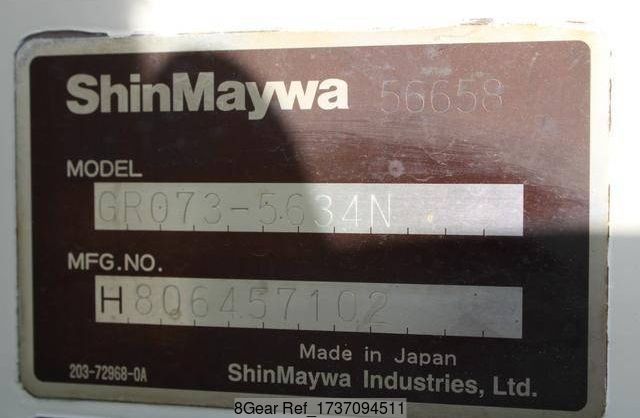 ShinMaywa 56658
MODEL
GR073-5634N
MFG.NO.
H806457102
Made in Japan
203-72968-0A ShinMaywa Industries, Ltd.
8Gear Ref_1737094511